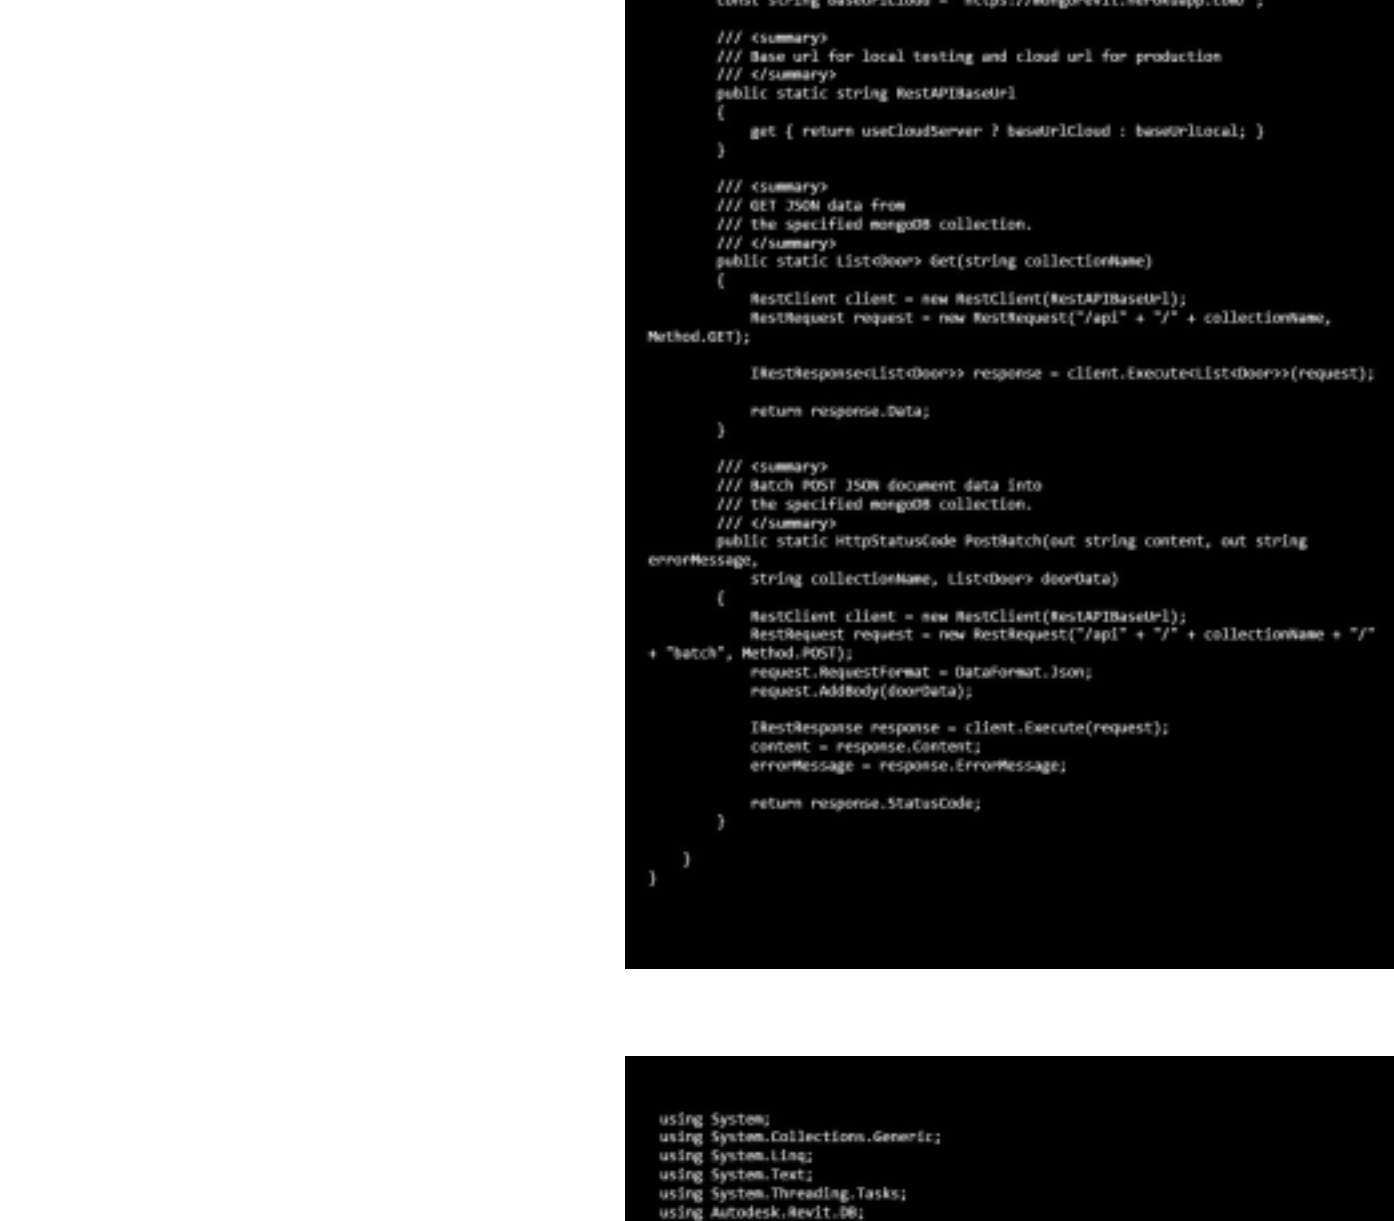 const string baseUrlCloud = "https://mongorevit.herokuapp.com/";
/// <summary>
/// Base url for local testing and cloud url for production
/// </summary>
public static string RestAPIBaseUrl
{
get { return useCloudServer ? baseUrlCloud : baseUrlLocal; }
}
/// <summary>
/// GET JSON data from
/// the specified mongoDB collection.
/// </summary>
public static List<Door> Get(string collectionName)
{
RestClient client = new RestClient(RestAPIBaseUrl);
RestRequest request = new RestRequest("/api" + "/" + collectionName,
Method.GET);
IRestResponse<List<Door>> response = client.Execute<List<Door>>(request);
return response.Data;
}
/// <summary>
/// Batch POST JSON document data into
/// the specified mongoDB collection.
/// </summary>
public static HttpStatusCode PostBatch(out string content, out string
errorMessage,
string collectionName, List<Door> doorData)
{
RestClient client = new RestClient(RestAPIBaseUrl);
RestRequest request = new RestRequest("/api" + "/" + collectionName + "/"
+ "batch", Method.POST);
request.RequestFormat = DataFormat.Json;
request.AddBody(doorData);
IRestResponse response = client.Execute(request);
content = response.Content;
errorMessage = response.ErrorMessage;
return response.StatusCode;
}
}
}
using System;
using System.Collections.Generic;
using System.Linq;
using System.Text;
using System.Threading.Tasks;
using Autodesk.Revit.DB;